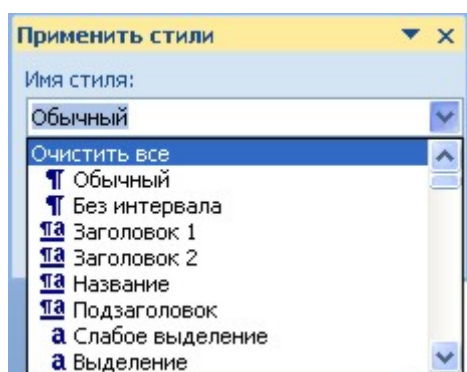 Применить стили
Имя стиля:
Обычный
Очистить все
¶ Обычный
¶ Без интервала
¶a Заголовок 1
¶a Заголовок 2
¶a Название
¶a Подзаголовок
a Слабое выделение
a Выделение